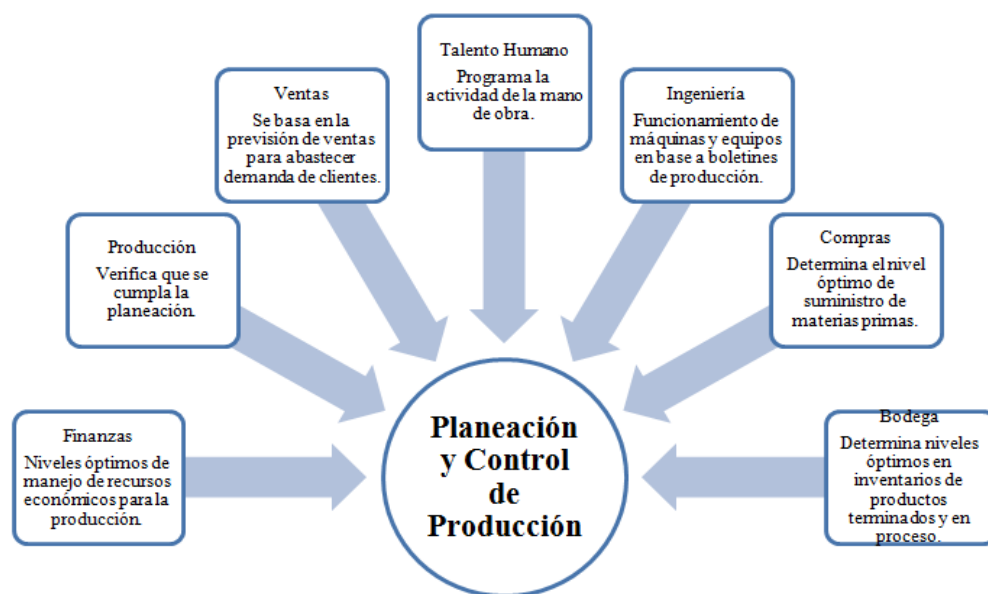 Talento Humano
Programa la
actividad de la mano
de obra.
Ventas
Se basa en la
previsión de ventas
para abastecer
demanda de clientes.
Ingeniería
Funcionamiento de
máquinas y equipos
en base a boletines
de producción.
Producción
Verifica que se
cumpla la
planeación.
Compras
Determina el nivel
óptimo de
suministro de
materias primas.
Finanzas
Niveles óptimos de
manejo de recursos
económicos para la
producción.
Planeación
y Control
de
Producción
Bodega
Determina niveles
óptimos en
inventarios de
productos
terminados y en
proceso.